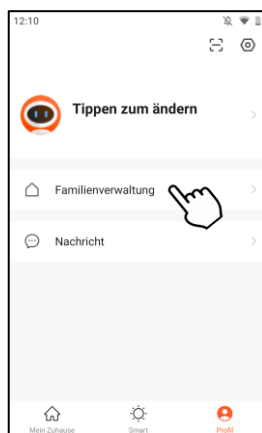 12:10
Tippen zum ändern
Familienverwaltung
Nachricht
Mein Zuhause Smart Profil